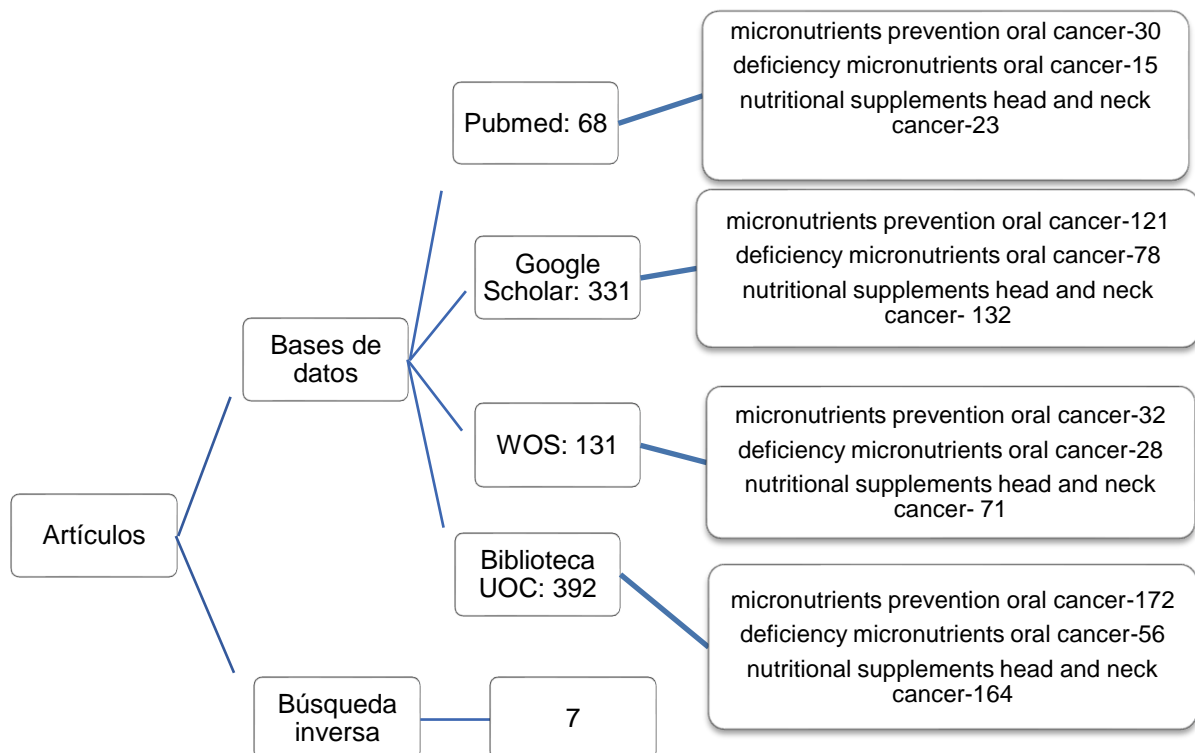 Artículos
Bases de
datos
Pubmed: 68
micronutrients prevention oral cancer-30
deficiency micronutrients oral cancer-15
nutritional supplements head and neck
cancer-23
Google
Scholar: 331
micronutrients prevention oral cancer-121
deficiency micronutrients oral cancer-78
nutritional supplements head and neck
cancer- 132
WOS: 131
micronutrients prevention oral cancer-32
deficiency micronutrients oral cancer-28
nutritional supplements head and neck
cancer- 71
Biblioteca
UOC: 392
micronutrients prevention oral cancer-172
deficiency micronutrients oral cancer-56
nutritional supplements head and neck
cancer-164
Búsqueda
inversa
7